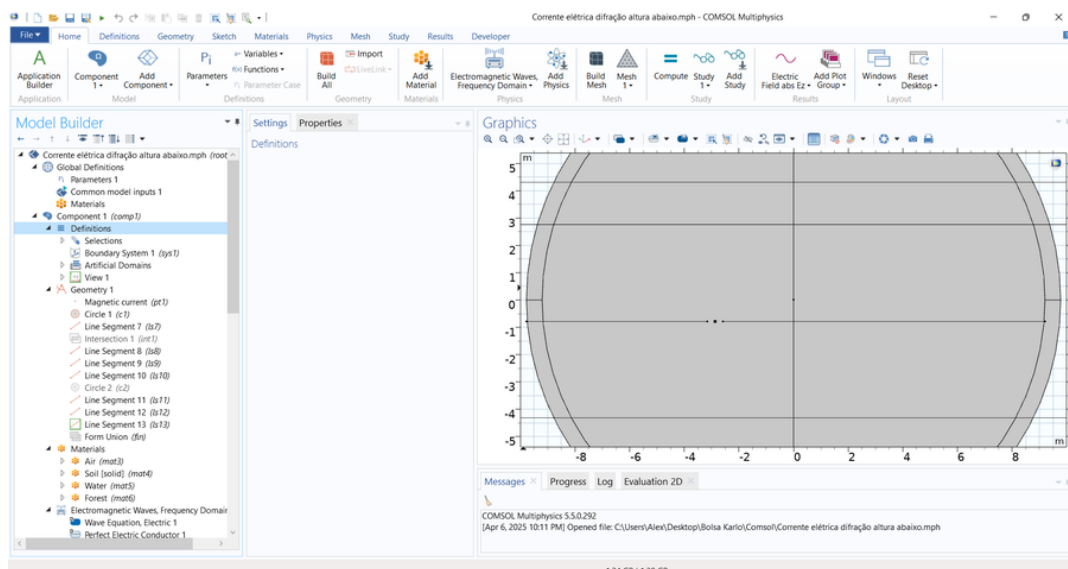 Corrente elétrica difração altura abaixo.mph - COMSOL Multiphysics
File Home Definitions Geometry Sketch Materials Physics Mesh Study Results Developer
Application Builder
Component 1
Add Component
Parameters
Variables
Functions
Parameter Case
Build All
Import
LiveLink
Add Material
Electromagnetic Waves, Frequency Domain
Add Physics
Build Mesh
Mesh 1
Compute
Study 1
Add Study
Electric Field abs Ez
Add Plot Group
Windows
Reset Desktop
Application Model Definitions Geometry Materials Physics Mesh Study Results Layout
Model Builder
Corrente elétrica difração altura abaixo.mph (root
Global Definitions
Parameters 1
Common model inputs 1
Materials
Component 1 (comp1)
Definitions
Selections
Boundary System 1 (sys1)
Artificial Domains
View 1
Geometry 1
Magnetic current (pt1)
Circle 1 (c1)
Line Segment 7 (ls7)
Intersection 1 (int1)
Line Segment 8 (ls8)
Line Segment 9 (ls9)
Line Segment 10 (ls10)
Circle 2 (c2)
Line Segment 11 (ls11)
Line Segment 12 (ls12)
Line Segment 13 (ls13)
Form Union (fin)
Materials
Air (mat3)
Soil [solid] (mat4)
Water (mat5)
Forest (mat6)
Electromagnetic Waves, Frequency Domain
Wave Equation, Electric 1
Perfect Electric Conductor 1
Settings Properties
Definitions
Graphics
m
5
4
3
2
1
0
-1
-2
-3
-4
-5
m
-8 -6 -4 -2 0 2 4 6 8
Messages Progress Log Evaluation 2D
COMSOL Multiphysics 5.5.0.292
[Apr 6, 2025 10:11 PM] Opened file: C:\Users\Alex\Desktop\Bolsa Karlo\Comsol\Corrente elétrica difração altura abaixo.mph